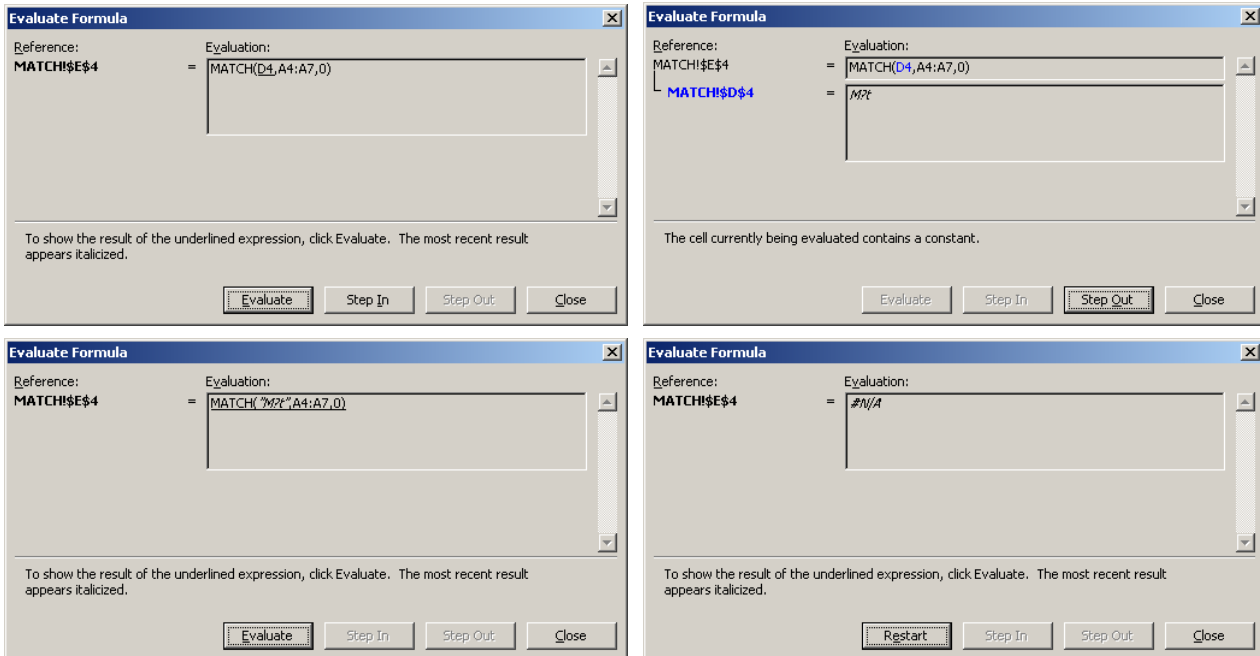 Evaluate Formula
Reference:
Evaluation:
MATCH!$E$4
=
MATCH(D4,A4:A7,0)
To show the result of the underlined expression, click Evaluate. The most recent result
appears italicized.
Evaluate
Step In
Step Out
Close
Evaluate Formula
Reference:
Evaluation:
MATCH!$E$4
=
MATCH(D4,A4:A7,0)
MATCH!$D$4
=
M?t
The cell currently being evaluated contains a constant.
Evaluate
Step In
Step Out
Close
Evaluate Formula
Reference:
Evaluation:
MATCH!$E$4
=
MATCH( "M?t",A4:A7,0)
To show the result of the underlined expression, click Evaluate. The most recent result
appears italicized.
Evaluate
Step In
Step Out
Close
Evaluate Formula
Reference:
Evaluation:
MATCH!$E$4
=
#N/A
To show the result of the underlined expression, click Evaluate. The most recent result
appears italicized.
Restart
Step In
Step Out
Close